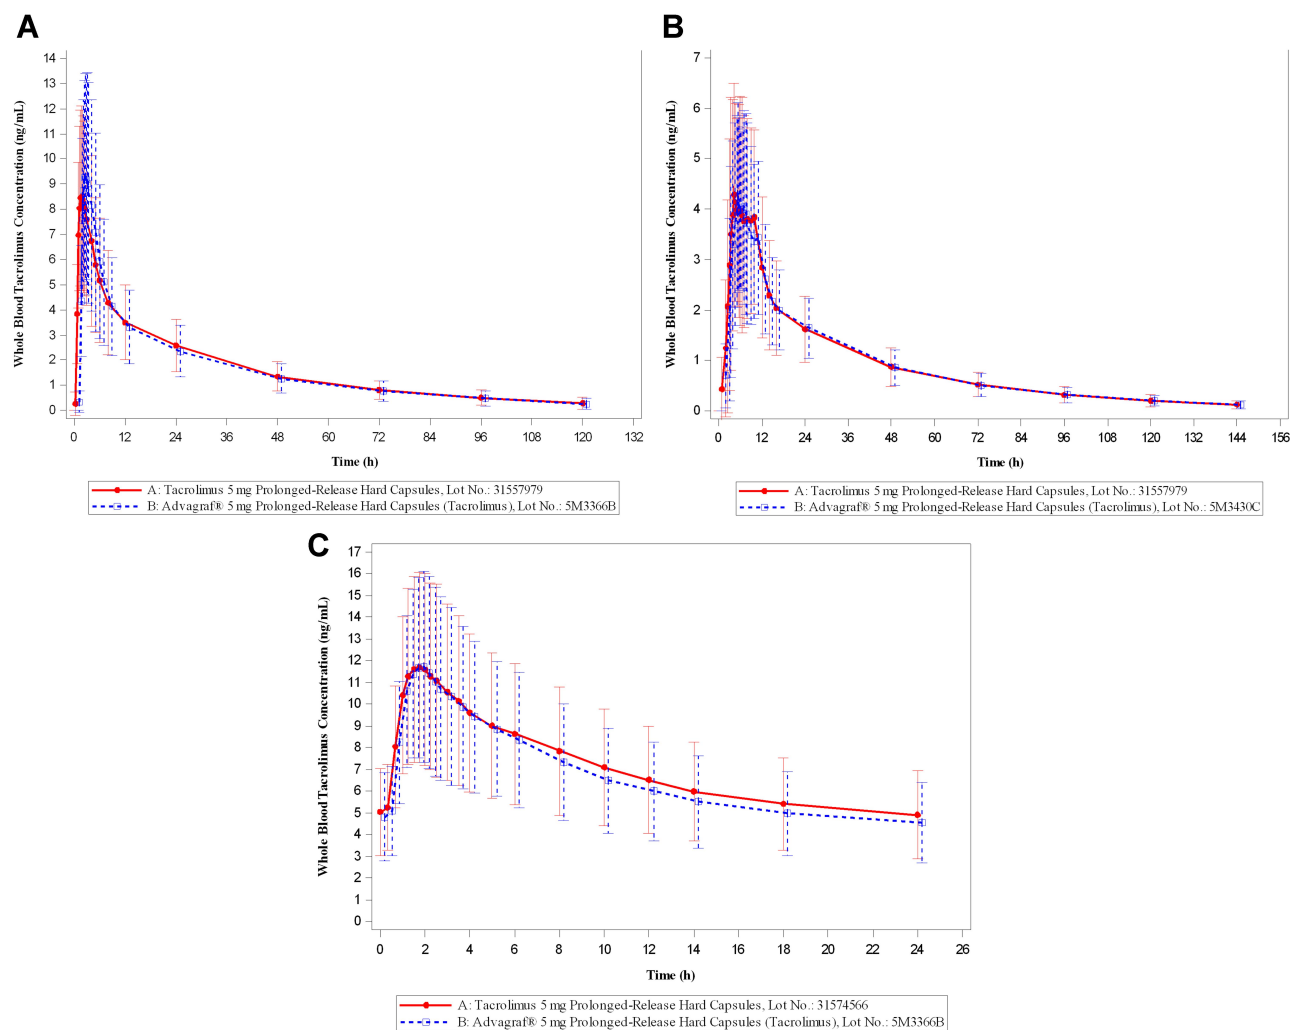 A
Whole Blood Tacrolimus Concentration (ng/mL)
14
13
12
11
10
9
8
7
6
5
4
3
2
1
0
0 12 24 36 48 60 72 84 96 108 120 132
Time (h)
A: Tacrolimus 5 mg Prolonged-Release Hard Capsules, Lot No.: 31557979
B: Advagraf® 5 mg Prolonged-Release Hard Capsules (Tacrolimus), Lot No.: 5M3366B
B
Whole Blood Tacrolimus Concentration (ng/mL)
7
6
5
4
3
2
1
0
0 12 24 36 48 60 72 84 96 108 120 132 144 156
Time (h)
A: Tacrolimus 5 mg Prolonged-Release Hard Capsules, Lot No.: 31557979
B: Advagraf® 5 mg Prolonged-Release Hard Capsules (Tacrolimus), Lot No.: 5M3430C
C
Whole Blood Tacrolimus Concentration (ng/mL)
17
16
15
14
13
12
11
10
9
8
7
6
5
4
3
2
1
0
0 2 4 6 8 10 12 14 16 18 20 22 24 26
Time (h)
A: Tacrolimus 5 mg Prolonged-Release Hard Capsules, Lot No.: 31574566
B: Advagraf® 5 mg Prolonged-Release Hard Capsules (Tacrolimus), Lot No.: 5M3366B